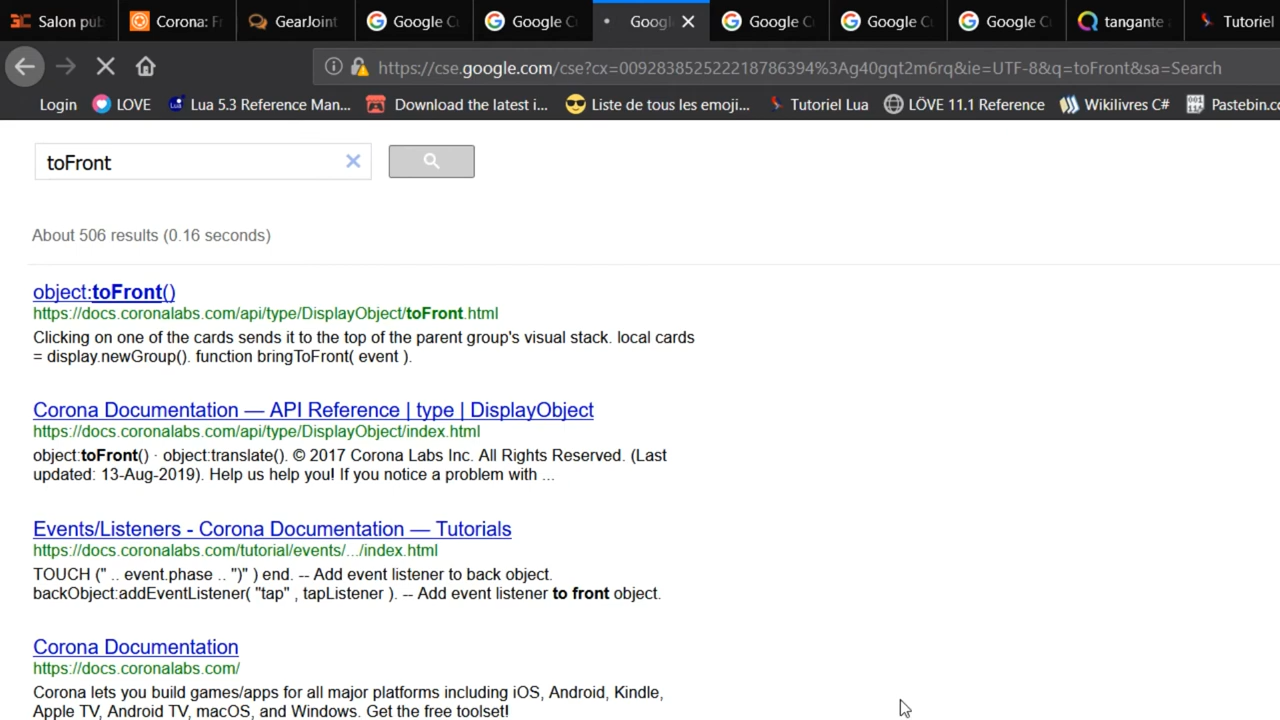 Salon pub
Corona: Fr
GearJoint
Google Cu
Google Cu
Googl
Google Cu
Google Cu
Google Cu
tangante a
Tutoriel
https://cse.google.com/cse?cx=009283852522218786394%3Ag40gqt2m6rq&ie=UTF-8&q=toFront&sa=Search
Login
LOVE
Lua 5.3 Reference Man...
Download the latest i...
Liste de tous les emoji...
Tutoriel Lua
LÖVE 11.1 Reference
Wikilivres C#
Pastebin.co
toFront
About 506 results (0.16 seconds)
object:toFront()
https://docs.coronalabs.com/api/type/DisplayObject/toFront.html
Clicking on one of the cards sends it to the top of the parent group's visual stack. local cards
= display.newGroup(). function bringToFront( event ).
Corona Documentation — API Reference | type | DisplayObject
https://docs.coronalabs.com/api/type/DisplayObject/index.html
object:toFront() · object:translate(). © 2017 Corona Labs Inc. All Rights Reserved. (Last
updated: 13-Aug-2019). Help us help you! If you notice a problem with ...
Events/Listeners - Corona Documentation — Tutorials
https://docs.coronalabs.com/tutorial/events/.../index.html
TOUCH (" .. event.phase .. ")" ) end. -- Add event listener to back object.
backObject:addEventListener( "tap" , tapListener ). -- Add event listener to front object.
Corona Documentation
https://docs.coronalabs.com/
Corona lets you build games/apps for all major platforms including iOS, Android, Kindle,
Apple TV, Android TV, macOS, and Windows. Get the free toolset!